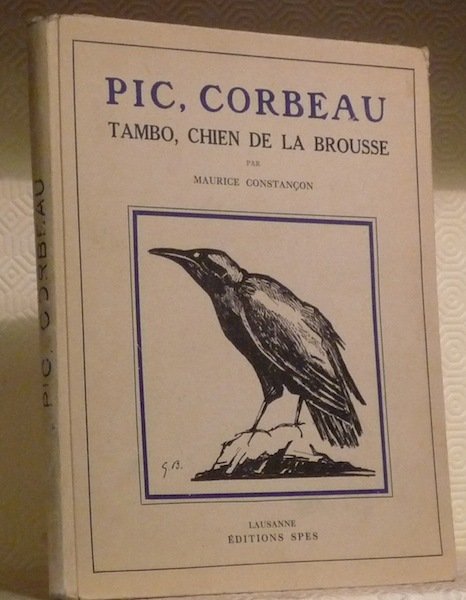 PIC, CORBEAU
TAMBO, CHIEN DE LA BROUSSE
PAR
MAURICE CONSTANÇON
G.B.
LAUSANNE
ÉDITIONS SPES
PIC, CORBEAU